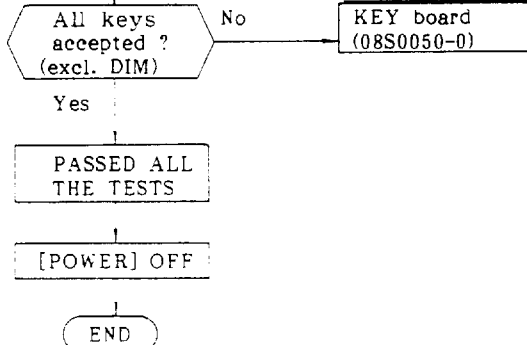 All keys
accepted ?
(excl. DIM)
No
KEY board
(08S0050-0)
Yes
PASSED ALL
THE TESTS
[POWER] OFF
END